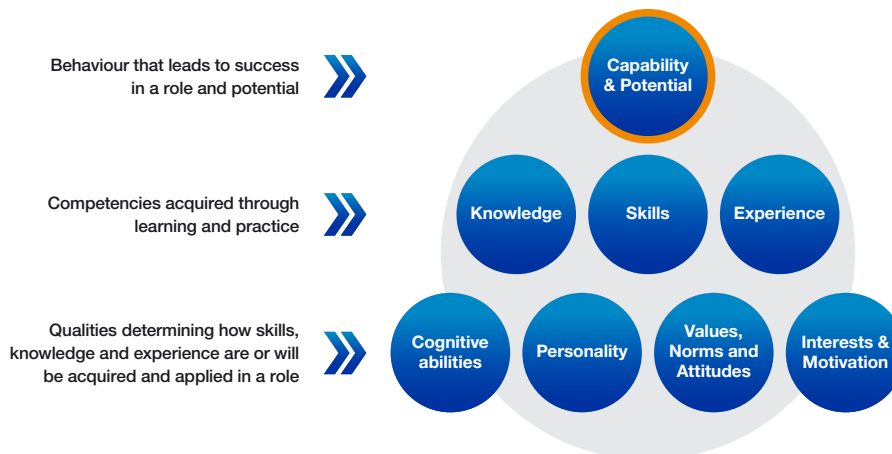 Behaviour that leads to success
in a role and potential
Capability
& Potential
Competencies acquired through
learning and practice
Knowledge
Skills
Experience
Qualities determining how skills,
knowledge and experience are or will
be acquired and applied in a role
Cognitive
abilities
Personality
Values,
Norms and
Attitudes
Interests &
Motivation